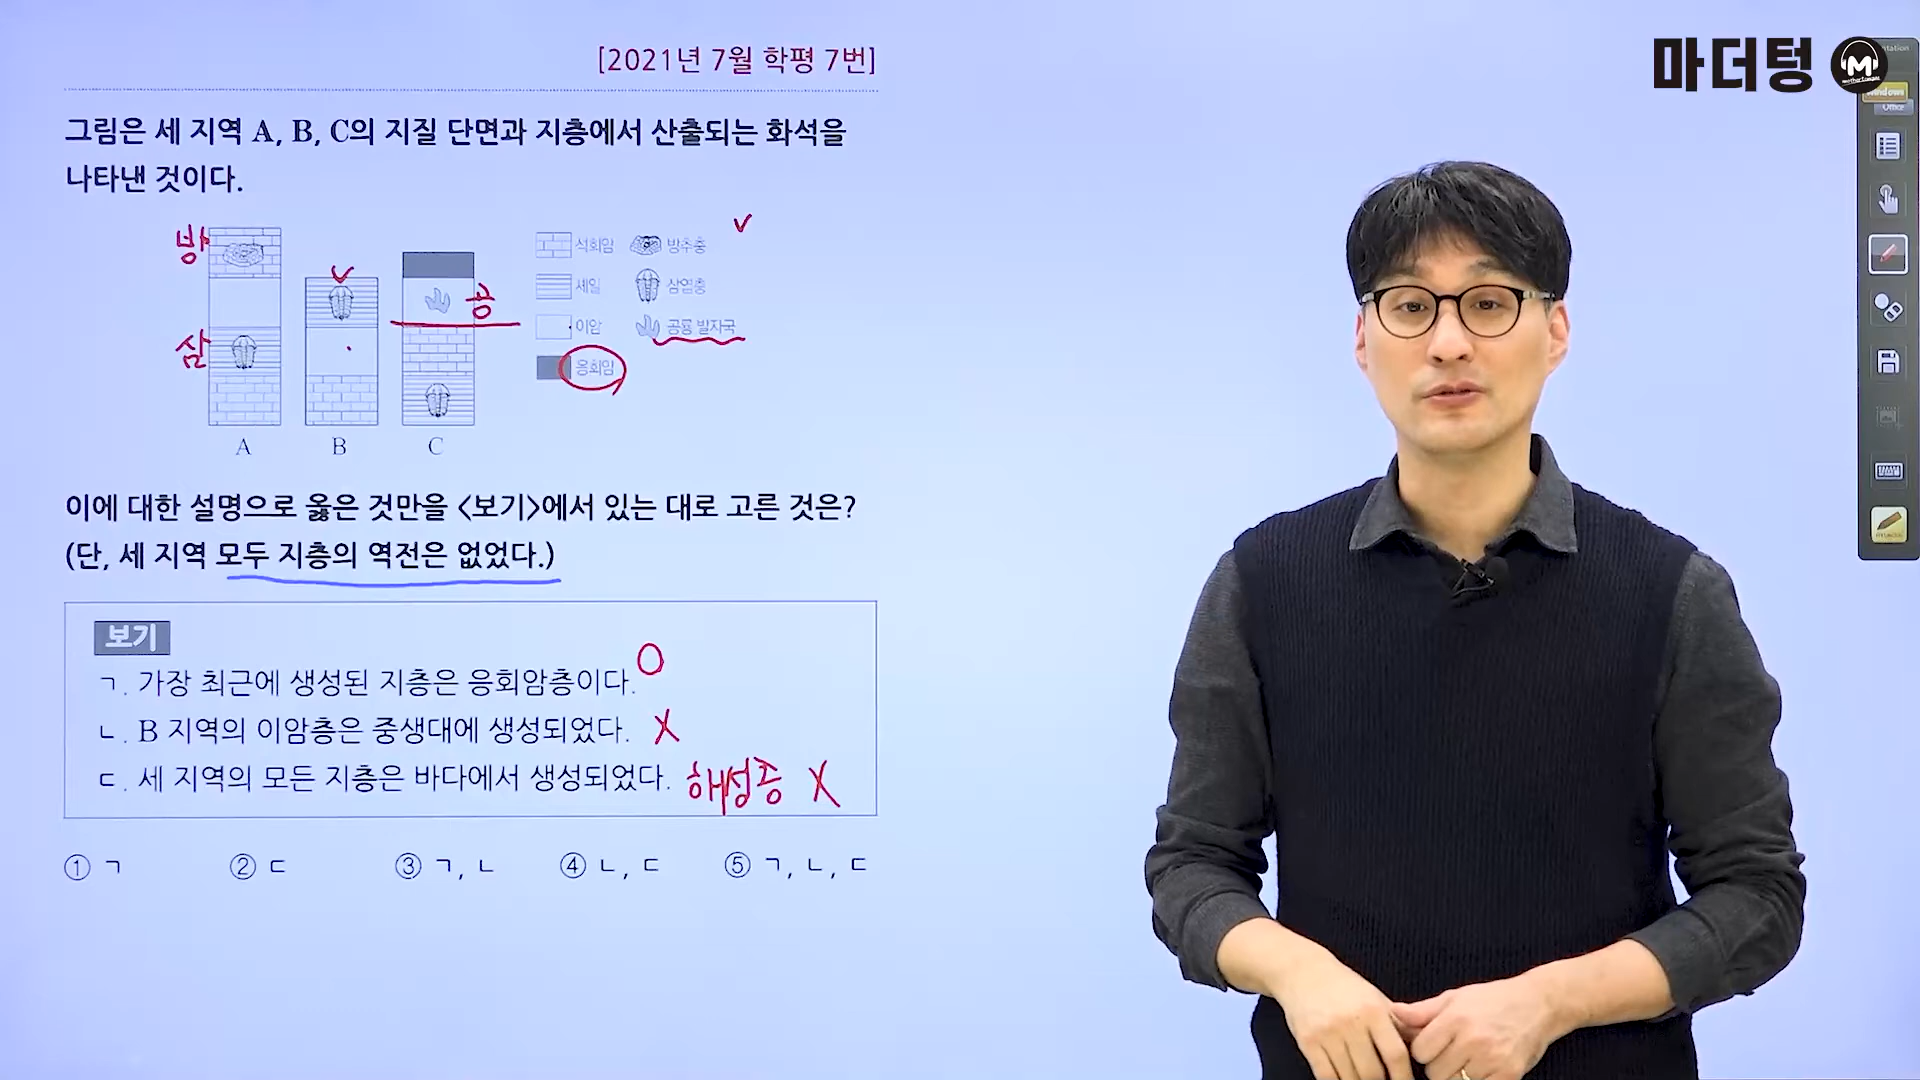 [2021년 7월 학평 7번]
마더텅
그림은 세 지역 A, B, C의 지질 단면과 지층에서 산출되는 화석을
나타낸 것이다.
방
삼
공
석회암 방추충
셰일 삼엽충
이암 공룡 발자국
응회암
A B C
이에 대한 설명으로 옳은 것만을 <보기>에서 있는 대로 고른 것은?
(단, 세 지역 모두 지층의 역전은 없었다.)
보기
ㄱ. 가장 최근에 생성된 지층은 응회암층이다. O
ㄴ. B 지역의 이암층은 중생대에 생성되었다. X
ㄷ. 세 지역의 모든 지층은 바다에서 생성되었다. 해성층 X
① ㄱ ② ㄷ ③ ㄱ, ㄴ ④ ㄴ, ㄷ ⑤ ㄱ, ㄴ, ㄷ